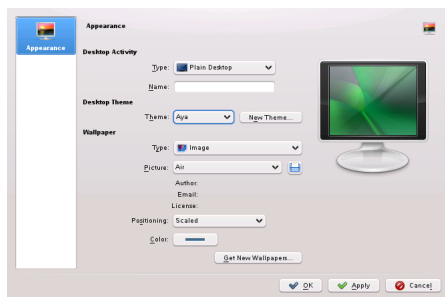 Appearance
Appearance
Desktop Activity
Type: Plain Desktop
Name:
Desktop Theme
Theme: Aya New Theme...
Wallpaper
Type: Image
Picture: Air
Author:
Email:
License:
Positioning: Scaled
Color:
Get New Wallpapers...
OK Apply Cancel